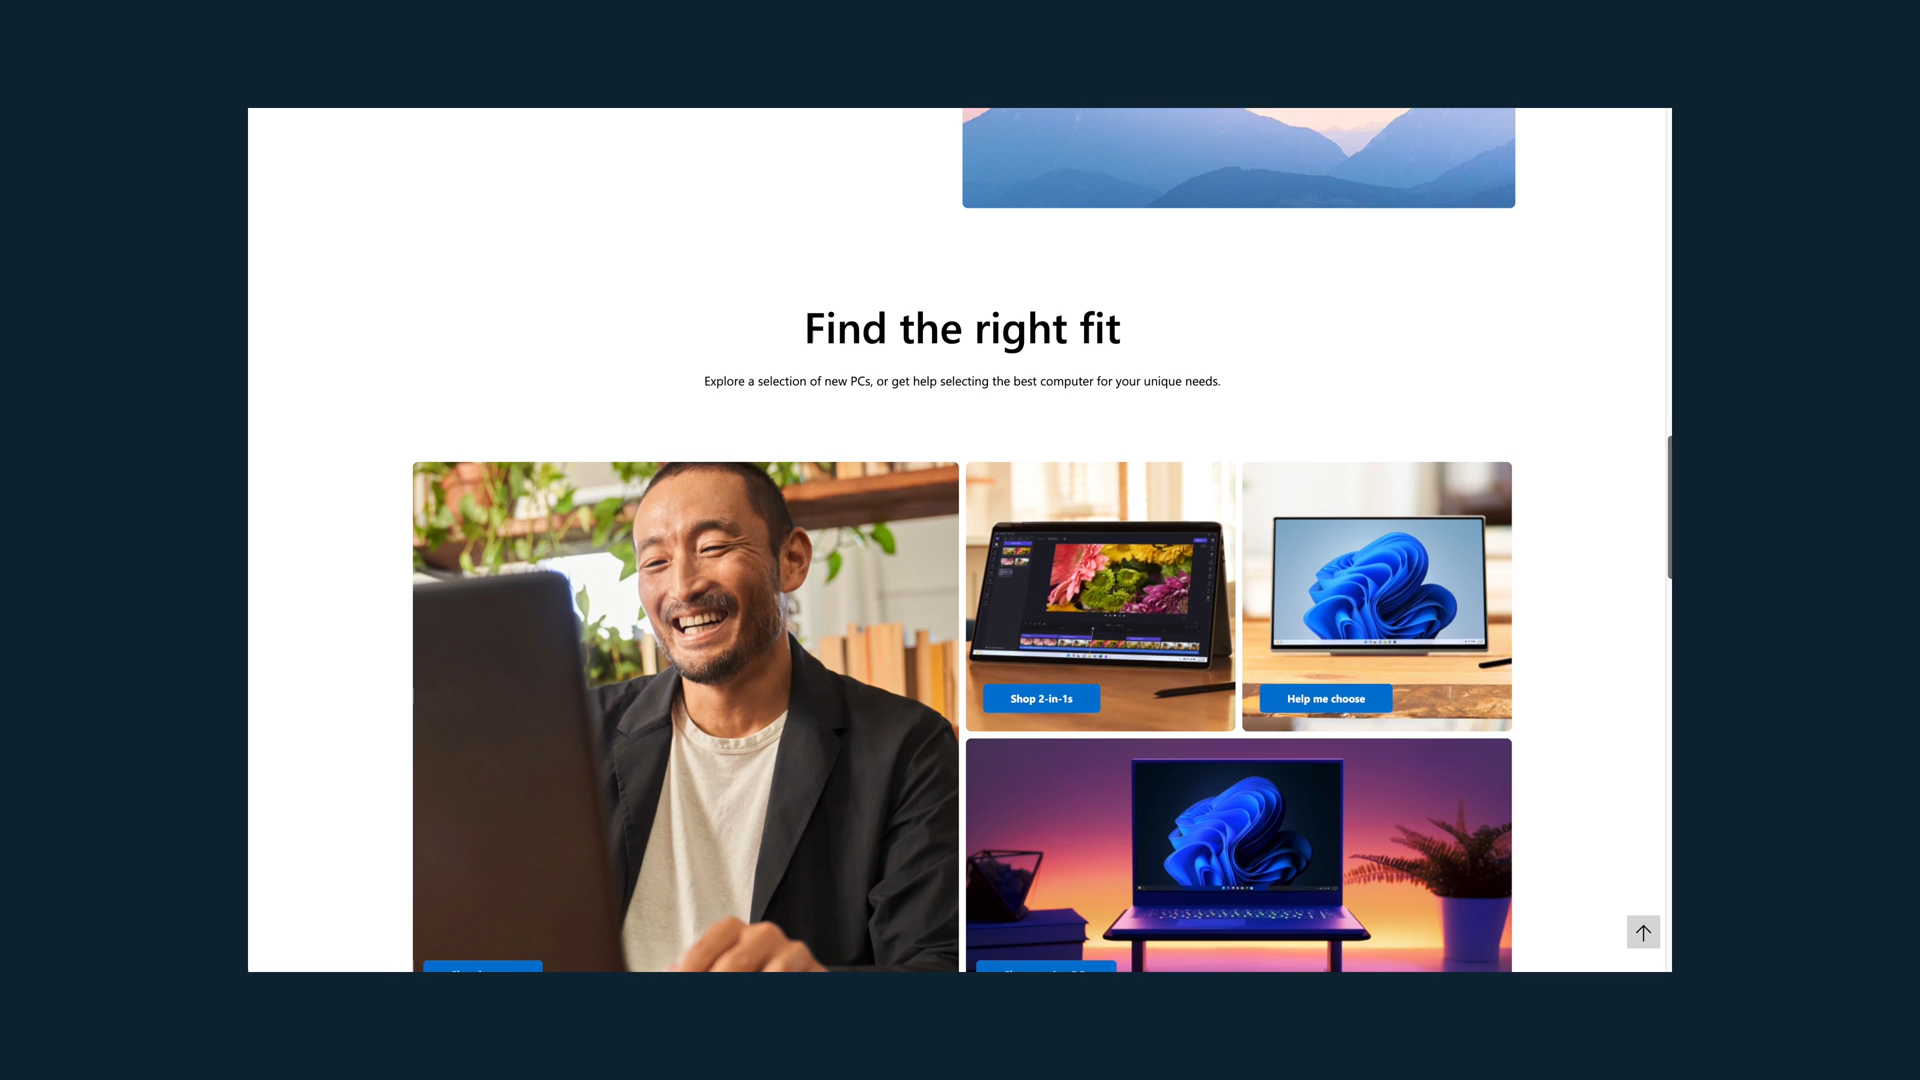 Find the right fit
Explore a selection of new PCs, or get help selecting the best computer for your unique needs.
Shop 2-in-1s
Help me choose